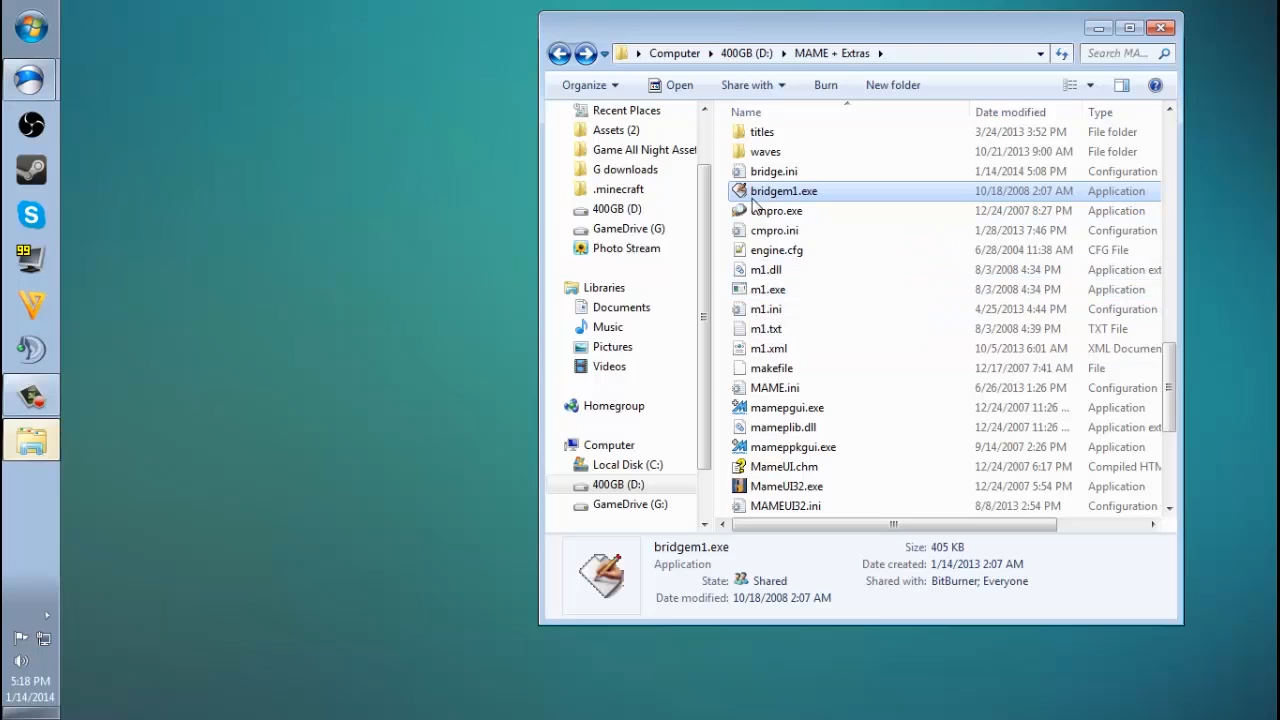 Computer
400GB (D:)
MAME + Extras
Search MA...
Organize
Open
Share with
Burn
New folder
Recent Places
Assets (2)
Game All Night Asset
G downloads
.minecraft
400GB (D)
GameDrive (G)
Photo Stream
Libraries
Documents
Music
Pictures
Videos
Homegroup
Computer
Local Disk (C:)
400GB (D:)
GameDrive (G:)
Name Date modified Type
titles 3/24/2013 3:52 PM File folder
waves 10/21/2013 9:00 AM File folder
bridge.ini 1/14/2014 5:08 PM Configuration
bridgem1.exe 10/18/2008 2:07 AM Application
cmpro.exe 12/24/2007 8:27 PM Application
cmpro.ini 1/28/2013 7:46 PM Configuration
engine.cfg 6/28/2004 11:38 AM CFG File
m1.dll 8/3/2008 4:34 PM Application ext
m1.exe 8/3/2008 4:34 PM Application
m1.ini 4/25/2013 4:44 PM Configuration
m1.txt 8/3/2008 4:39 PM TXT File
m1.xml 10/5/2013 6:01 AM XML Documen
makefile 12/17/2007 7:41 AM File
MAME.ini 6/26/2013 1:26 PM Configuration
mamepgui.exe 12/24/2007 11:26 ... Application
mameplib.dll 12/24/2007 11:26 ... Application ext
mameppkgui.exe 9/14/2007 2:26 PM Application
MameUI.chm 12/24/2007 6:17 PM Compiled HTM
MameUI32.exe 12/24/2007 5:54 PM Application
MAMEUI32.ini 8/8/2013 2:54 PM Configuration
bridgem1.exe
Application
State: Shared
Date modified: 10/18/2008 2:07 AM
Size: 405 KB
Date created: 1/14/2013 2:07 AM
Shared with: BitBurner; Everyone
99
5:18 PM
1/14/2014